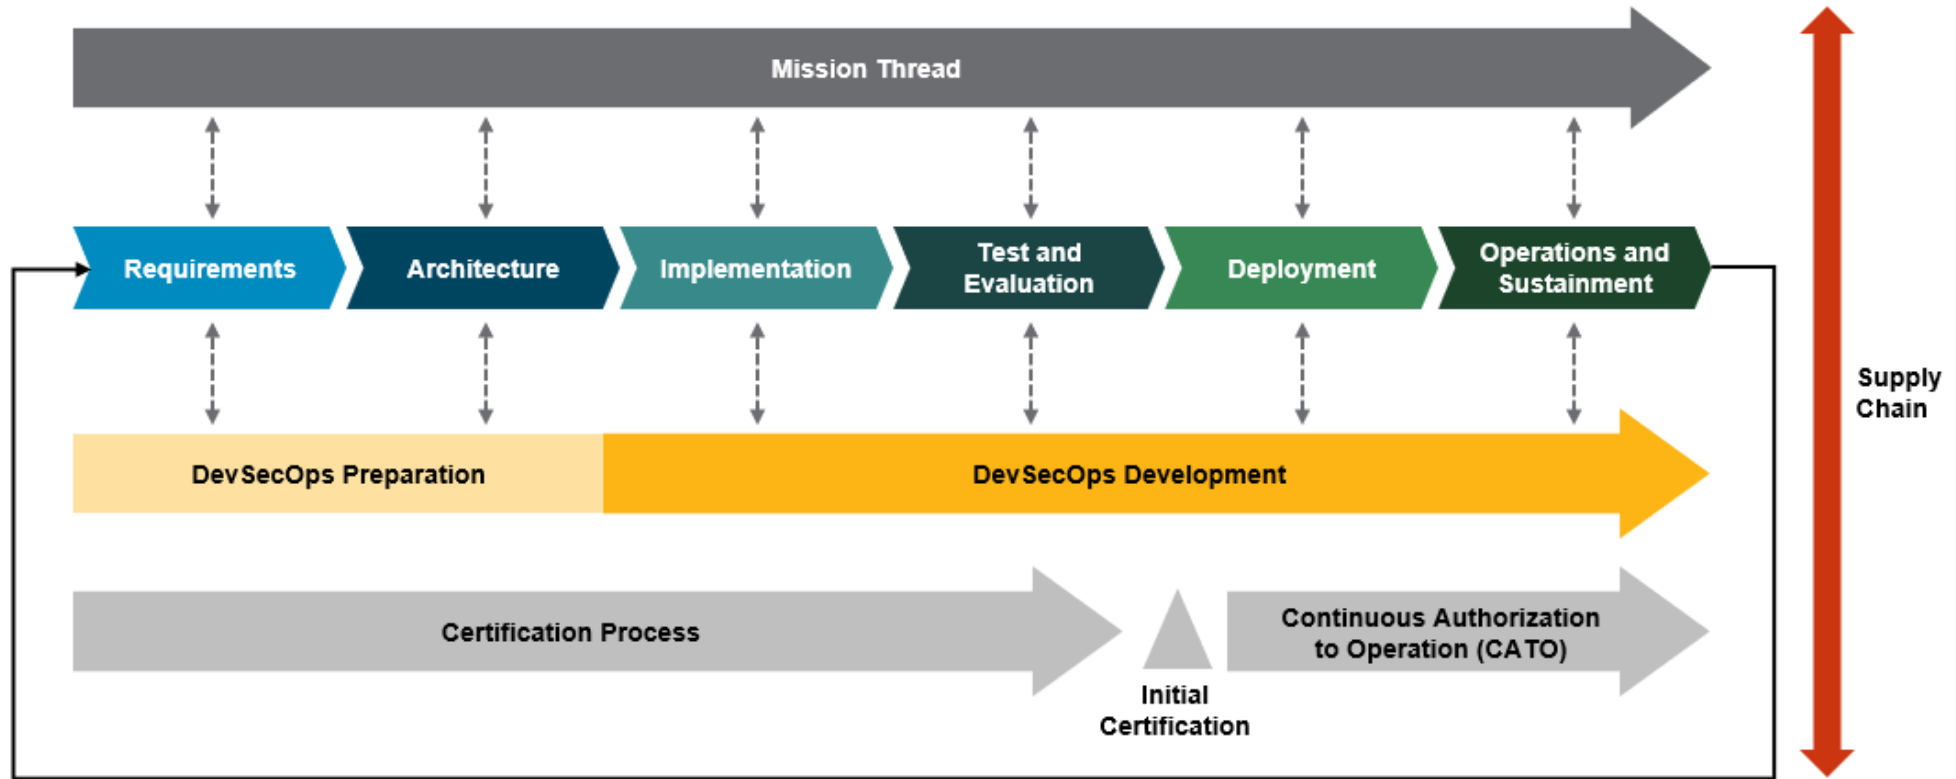 Mission Thread
Requirements
Architecture
Implementation
Test and
Evaluation
Deployment
Operations and
Sustainment
Supply
Chain
DevSecOps Preparation
DevSecOps Development
Certification Process
Initial
Certification
Continuous Authorization
to Operation (CATO)